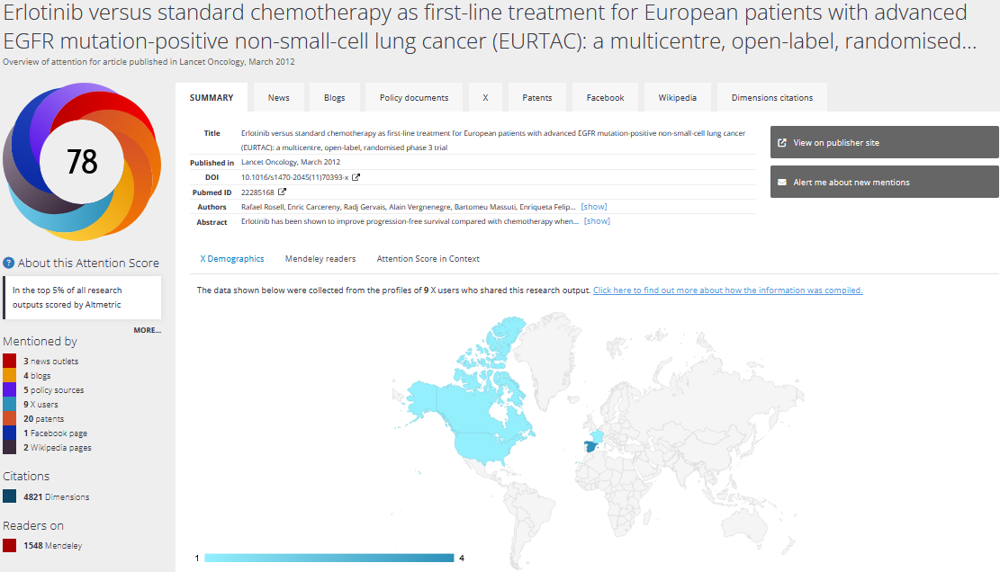 Erlotinib versus standard chemotherapy as first-line treatment for European patients with advanced
EGFR mutation-positive non-small-cell lung cancer (EURTAC): a multicentre, open-label, randomised...
Overview of attention for article published in Lancet Oncology, March 2012
78
? About this Attention Score
In the top 5% of all research
outputs scored by Altmetric
MORE...
Mentioned by
3 news outlets
4 blogs
5 policy sources
9 X users
20 patents
1 Facebook page
2 Wikipedia pages
Citations
4821 Dimensions
Readers on
1548 Mendeley
SUMMARY News Blogs Policy documents X Patents Facebook Wikipedia Dimensions citations
Title Erlotinib versus standard chemotherapy as first-line treatment for European patients with advanced EGFR mutation-positive non-small-cell lung cancer
(EURTAC): a multicentre, open-label, randomised phase 3 trial
Published in Lancet Oncology, March 2012
DOI 10.1016/s1470-2045(11)70393-x
Pubmed ID 22285168
Authors Rafael Rosell, Enric Carcereny, Radj Gervais, Alain Vergnenegre, Bartomeu Massuti, Enriqueta Felip... [show]
Abstract Erlotinib has been shown to improve progression-free survival compared with chemotherapy when... [show]
View on publisher site
Alert me about new mentions
X Demographics Mendeley readers Attention Score in Context
The data shown below were collected from the profiles of 9 X users who shared this research output. Click here to find out more about how the information was compiled.
1 4